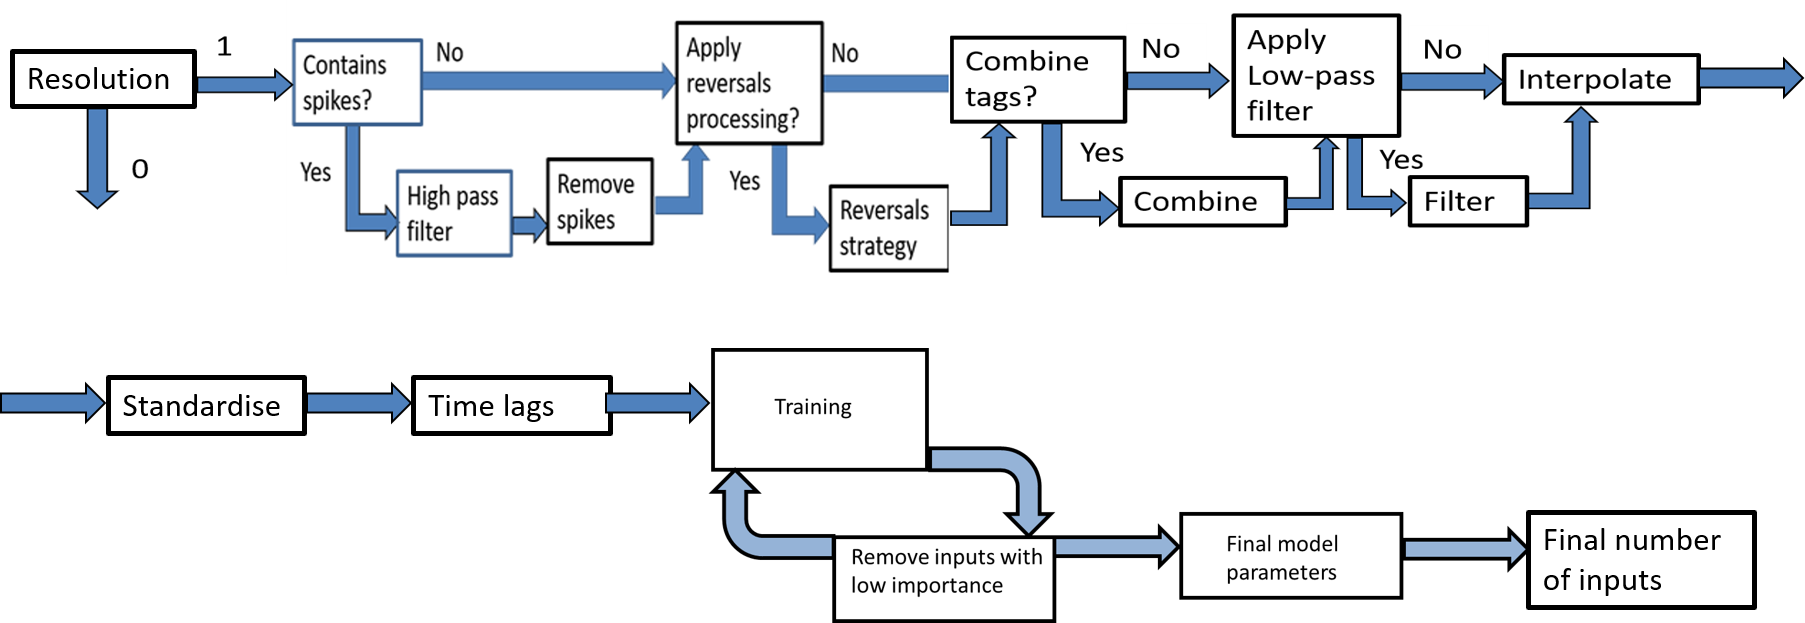 Resolution
1
0
Contains
spikes?
No
Yes
High pass
filter
Remove
spikes
Apply
reversals
processing?
No
Yes
Reversals
strategy
Combine
tags?
No
Yes
Combine
Apply
Low-pass
filter
No
Yes
Filter
Interpolate
Standardise
Time lags
Training
Remove inputs with
low importance
Final model
parameters
Final number
of inputs